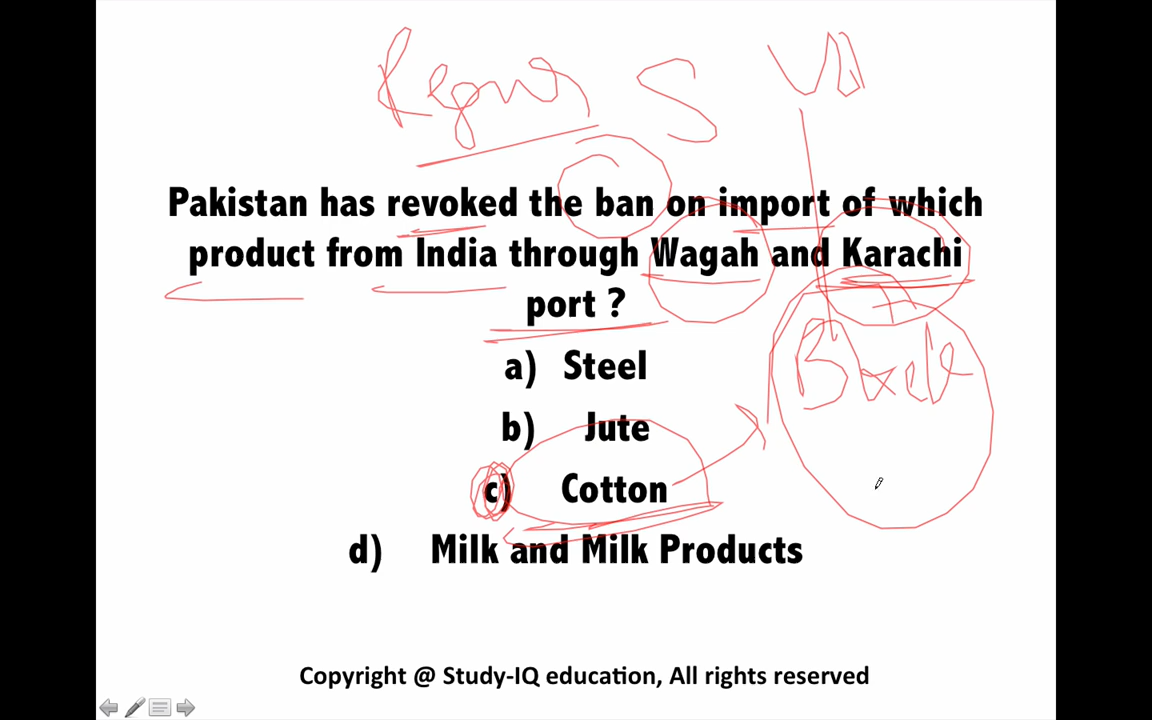 Pakistan has revoked the ban on import of which
product from India through Wagah and Karachi
port ?
a) Steel
b) Jute
c) Cotton
d) Milk and Milk Products
Copyright @ Study-IQ education, All rights reserved